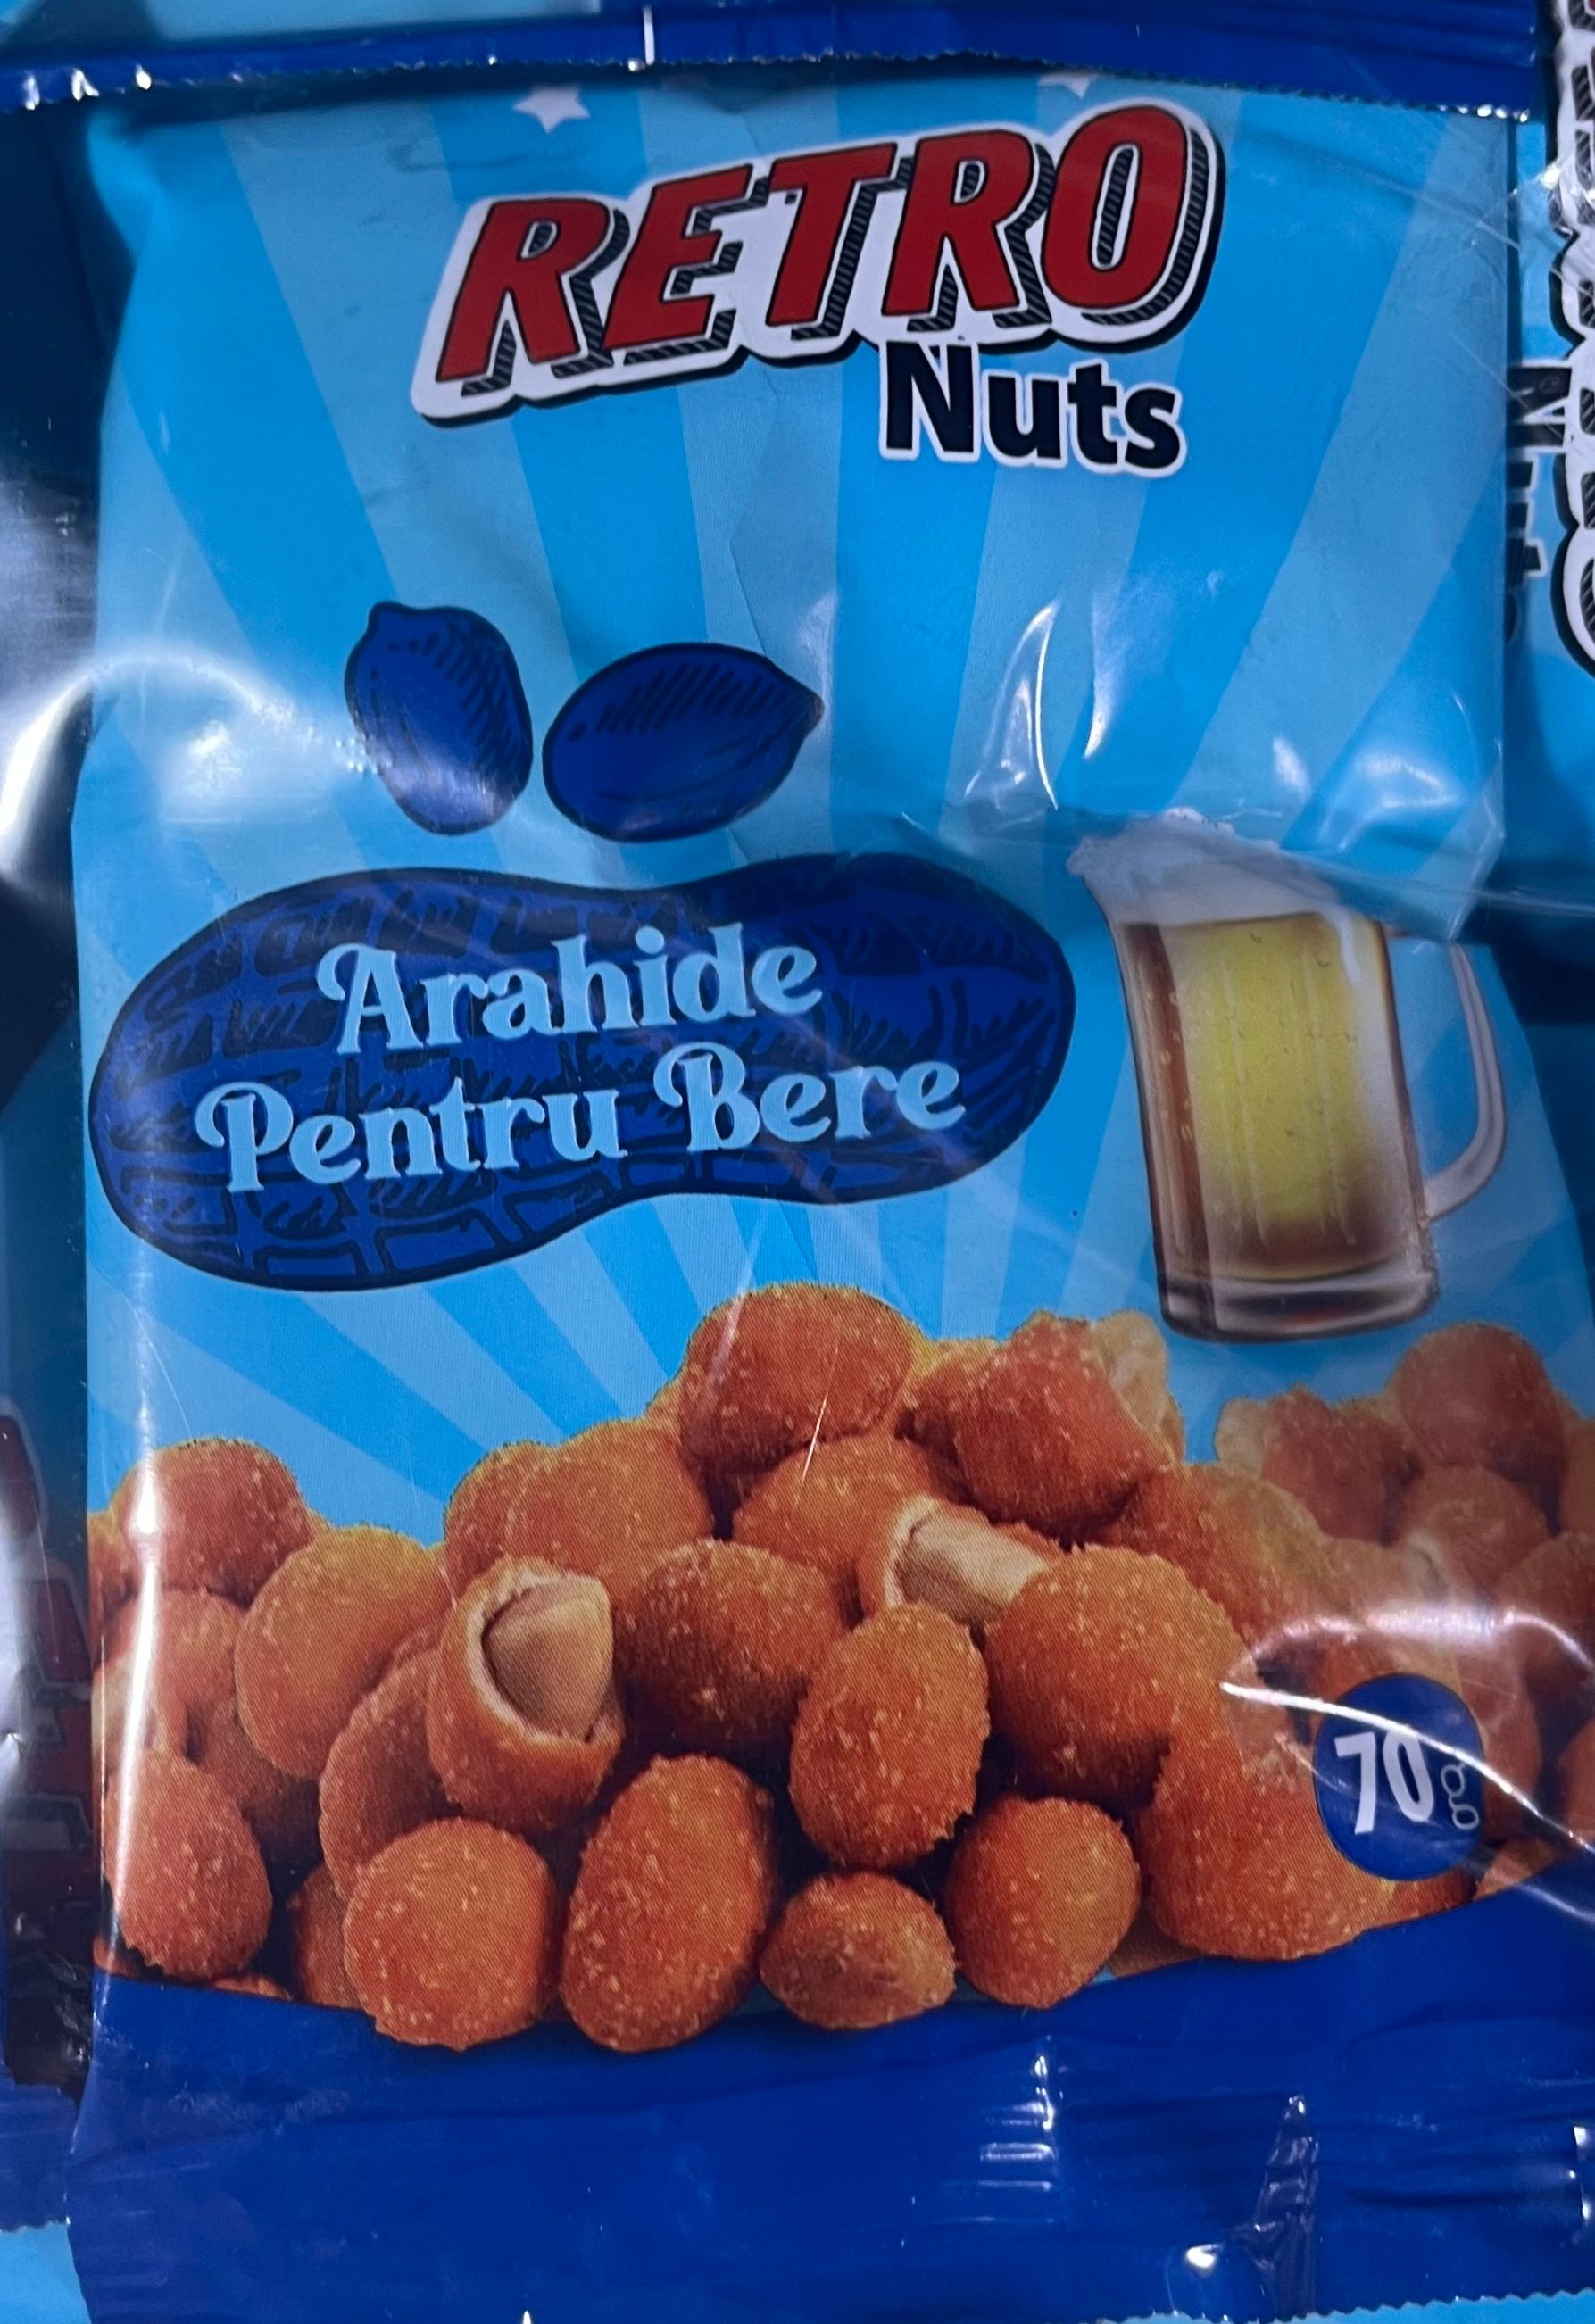 RETRO
Nuts
Arahide
Pentru Bere
70g